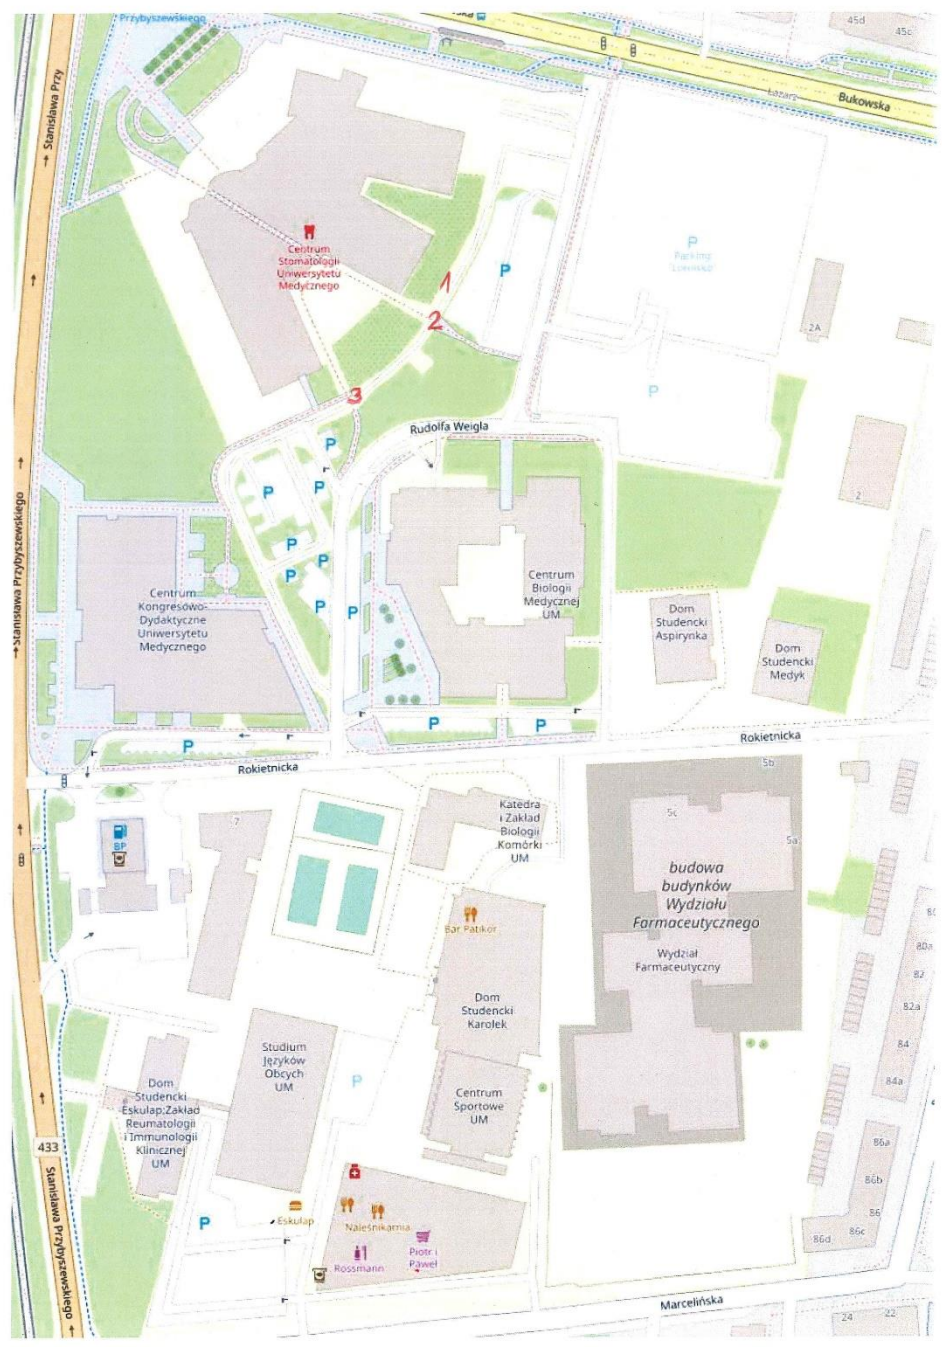 Przybyszewskiego
ska
45d
45c
Stanisława Przy
Łazarz
Bukowska
Centrum
Stomatologii
Uniwersytetu
Medycznego
1
P
P
Parking
2
2A
P
3
Rudolfa Weigla
P
P
P
2
P
P
P
P
P
Stanisława Przybyszewskiego
Centrum
Kongresowo-
Dydaktyczne
Uniwersytetu
Medycznego
Centrum
Biologii
Medycznej
UM
Dom
Studencki
Aspirynka
Dom
Studencki
Medyk
P
P
P
Rokietnicka
Rokietnicka
5b
7
BP
Katedra
i Zakład
Biologii
Komórki
UM
5c
5a
budowa
budynków
Wydziału
Farmaceutycznego
Bar Patikor
Wydział
Farmaceutyczny
80
80a
82
82a
84
84a
Dom
Studencki
Karolek
Studium
Języków
Obcych
UM
P
Centrum
Sportowe
UM
Dom
Studencki
Eskulap;Zakład
Reumatologii
i Immunologii
Klinicznej
UM
433
Stanisława Przybyszewskiego
86a
86b
86
86c
86d
P
Eskulap
Naleśnikarnia
Rossmann
Piotr i
Paweł
Marcelińska
24
22